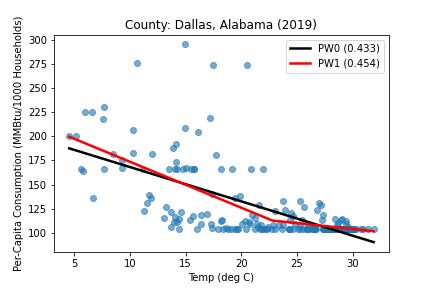 County: Dallas, Alabama (2019)
Per-Capita Consumption (MMBtu/1000 Households)
300
275
250
225
200
175
150
125
100
PW0 (0.433)
PW1 (0.454)
5 10 15 20 25 30
Temp (deg C)